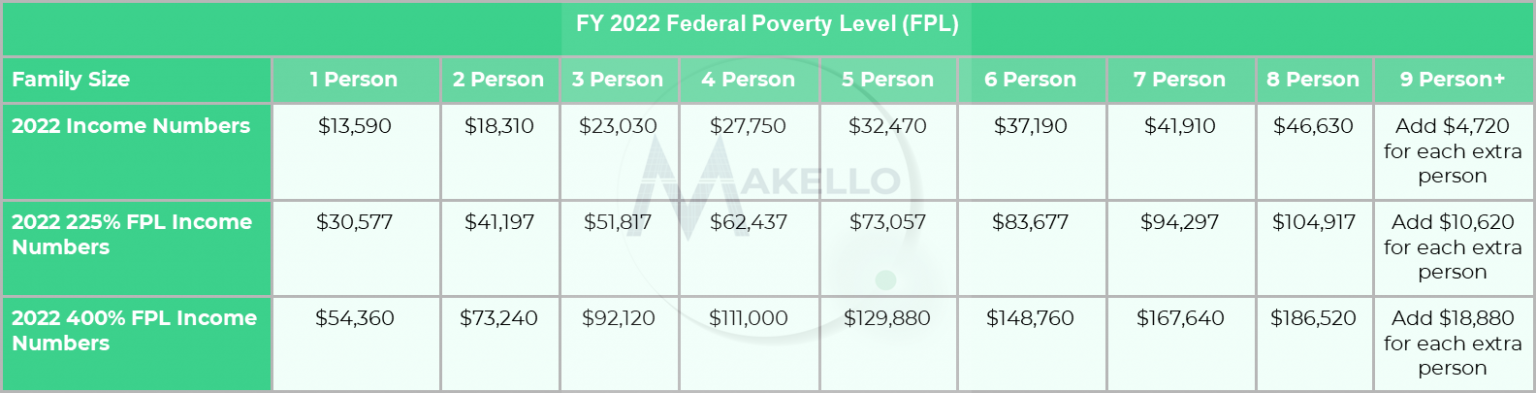 FY 2022 Federal Poverty Level (FPL)
Family Size 1 Person 2 Person 3 Person 4 Person 5 Person 6 Person 7 Person 8 Person 9 Person+
2022 Income Numbers $13,590 $18,310 $23,030 $27,750 $32,470 $37,190 $41,910 $46,630 Add $4,720
for each extra
person
2022 225% FPL Income $30,577 $41,197 $51,817 $62,437 $73,057 $83,677 $94,297 $104,917 Add $10,620
Numbers for each extra
person
2022 400% FPL Income $54,360 $73,240 $92,120 $111,000 $129,880 $148,760 $167,640 $186,520 Add $18,880
Numbers for each extra
person
MAKELLO